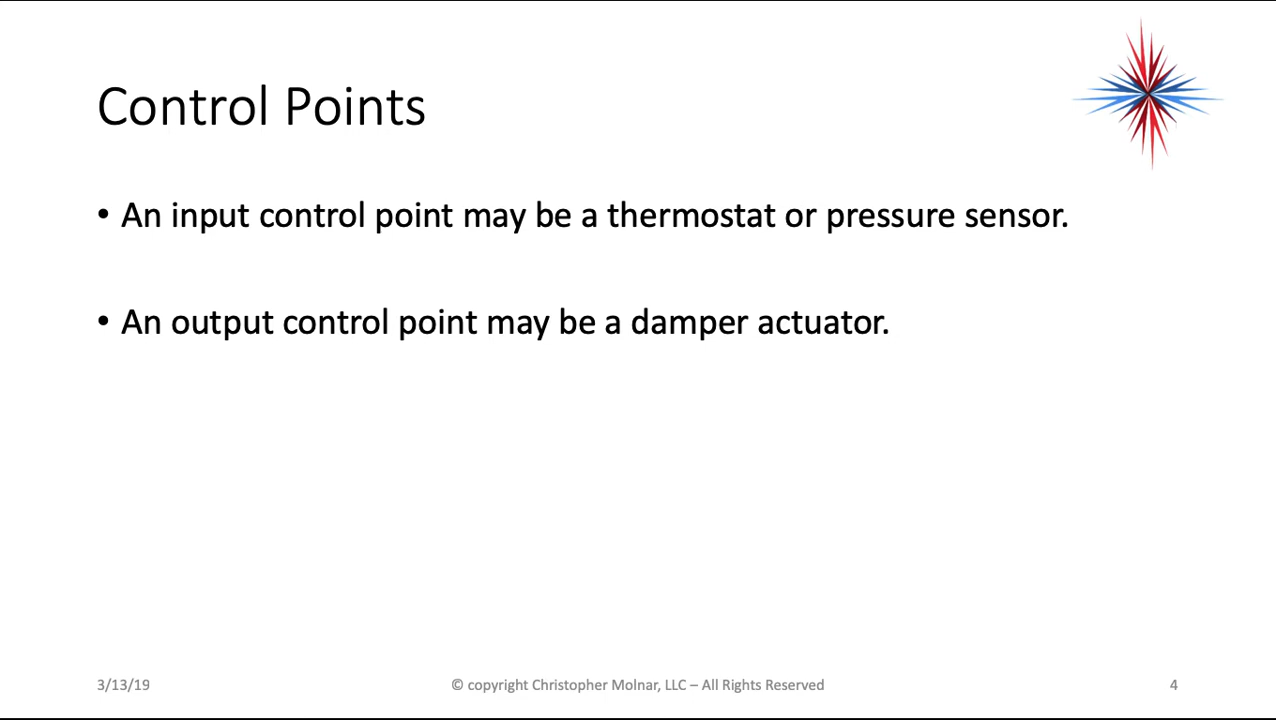 Control Points
• An input control point may be a thermostat or pressure sensor.
• An output control point may be a damper actuator.
3/13/19
© copyright Christopher Molnar, LLC – All Rights Reserved
4